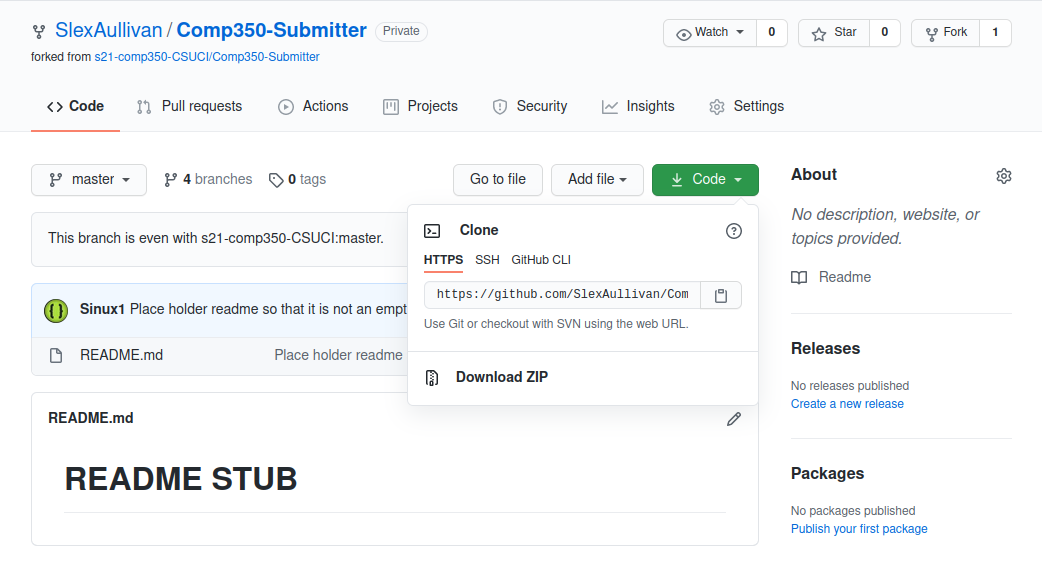 SlexAullivan / Comp350-Submitter Private Watch 0 Star 0 Fork 1
forked from s21-comp350-CSUCI/Comp350-Submitter
Code Pull requests Actions Projects Security Insights Settings
master 4 branches 0 tags Go to file Add file Code
This branch is even with s21-comp350-CSUCI:master.
Sinux1 Place holder readme so that it is not an empt
README.md Place holder readme
Clone
HTTPS SSH GitHub CLI
https://github.com/SlexAullivan/Com
Use Git or checkout with SVN using the web URL.
Download ZIP
README.md
README STUB
About
No description, website, or
topics provided.
Readme
Releases
No releases published
Create a new release
Packages
No packages published
Publish your first package